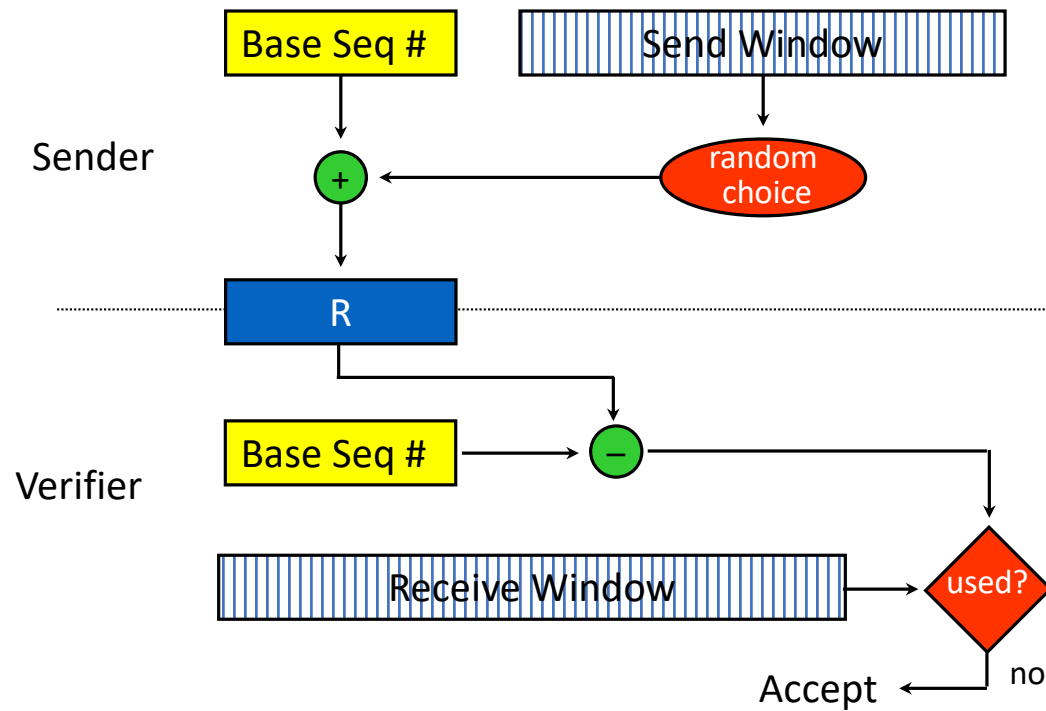 Base Seq #
Send Window
Sender
+
random
choice
R
Base Seq #
–
Verifier
Receive Window
used?
no
Accept